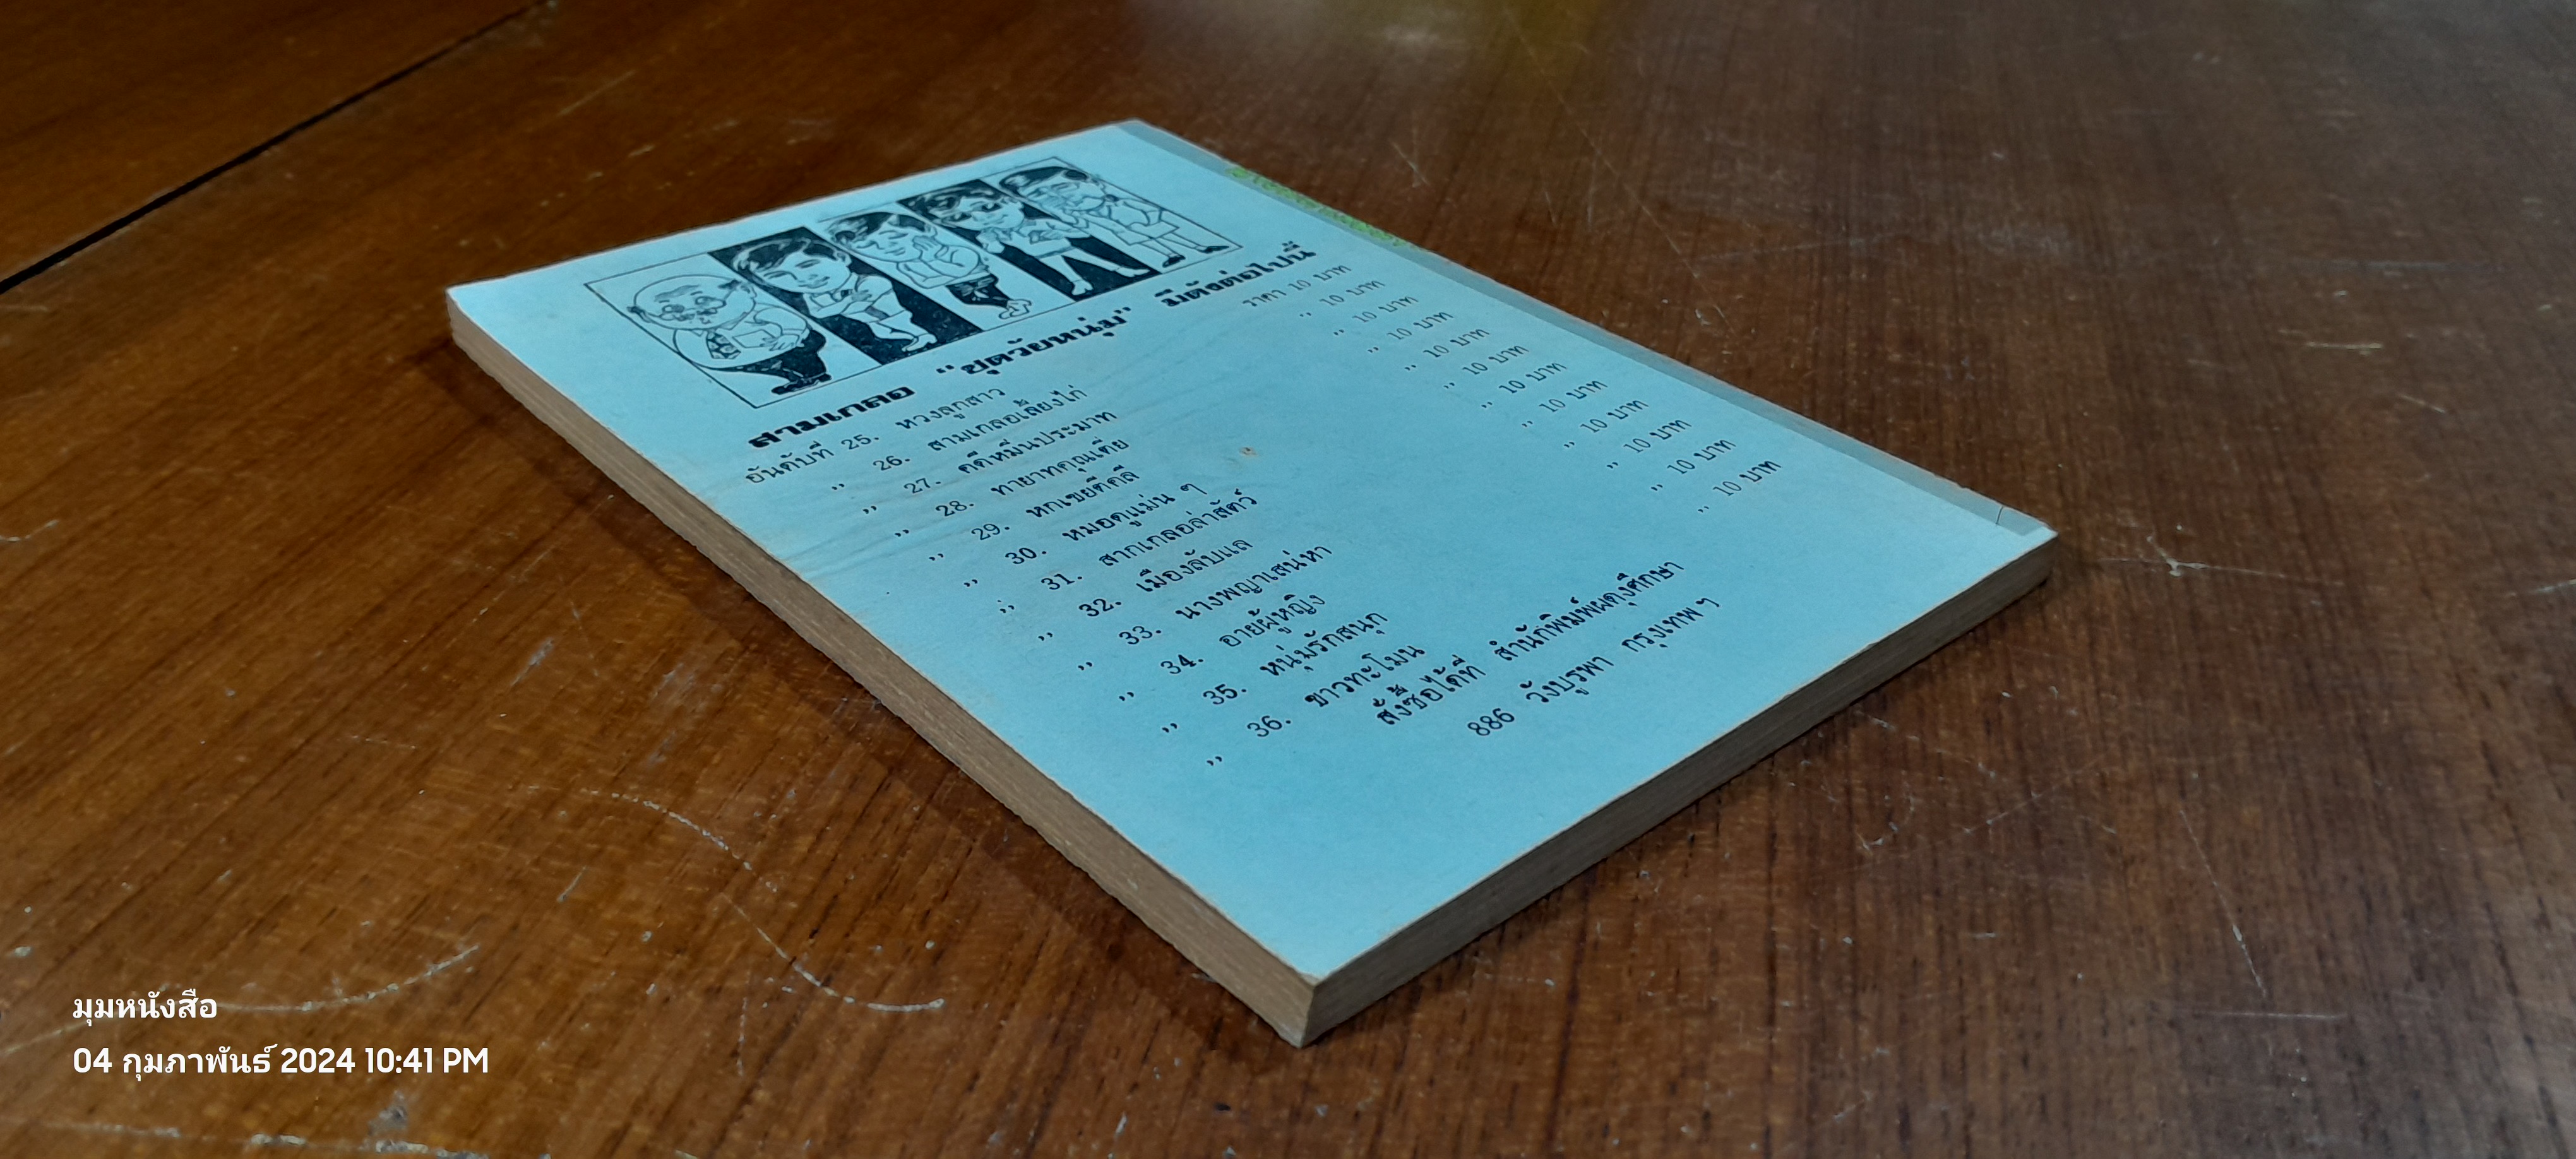 สามเกลอ "ชุดวัยหนุ่ม" มีดังต่อไปนี้
อันดับที่ 25. หวงลูกสาว ราคา 10 บาท
,, 26. สามเกลอเลี้ยงไก่ ,, 10 บาท
,, 27. คดีหมิ่นประมาท ,, 10 บาท
,, 28. ทายาทคุณเตี่ย ,, 10 บาท
,, 29. หกเขยคีคลี ,, 10 บาท
,, 30. หมอดูแม่น ๆ ,, 10 บาท
,, 31. สากเกลอล่าสัตว์ ,, 10 บาท
,, 32. เมืองลับแล ,, 10 บาท
,, 33. นางพญาเสน่หา ,, 10 บาท
,, 34. อายผู้หญิง ,, 10 บาท
,, 35. หนุ่มรักสนุก ,, 10 บาท
,, 36. ขาวทะโมน ,, 10 บาท
สั่งซื้อได้ที่ สำนักพิมพ์ผดุงศึกษา
886 วังบูรพา กรุงเทพ ๆ
มุมหนังสือ
04 กุมภาพันธ์ 2024 10:41 PM